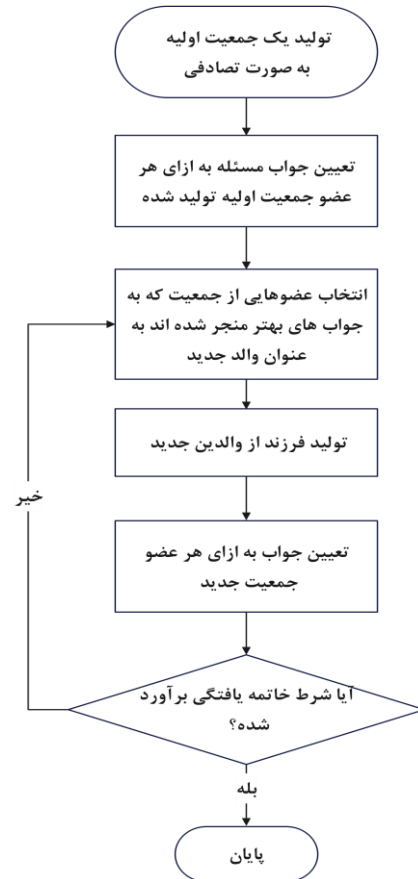 تولید یک جمعیت اولیه
به صورت تصادفی
تعیین جواب مسئله به ازای هر
عضو جمعیت اولیه تولید شده
انتخاب عضوهایی از جمعیت که به
جواب های بهتر منجر شده اند به
عنوان والد جدید
تولید فرزند از والدین جدید
خیر
تعیین جواب به ازای هر عضو
جمعیت جدید
آیا شرط خاتمه یافتگی برآورد
شده؟
بله
پایان